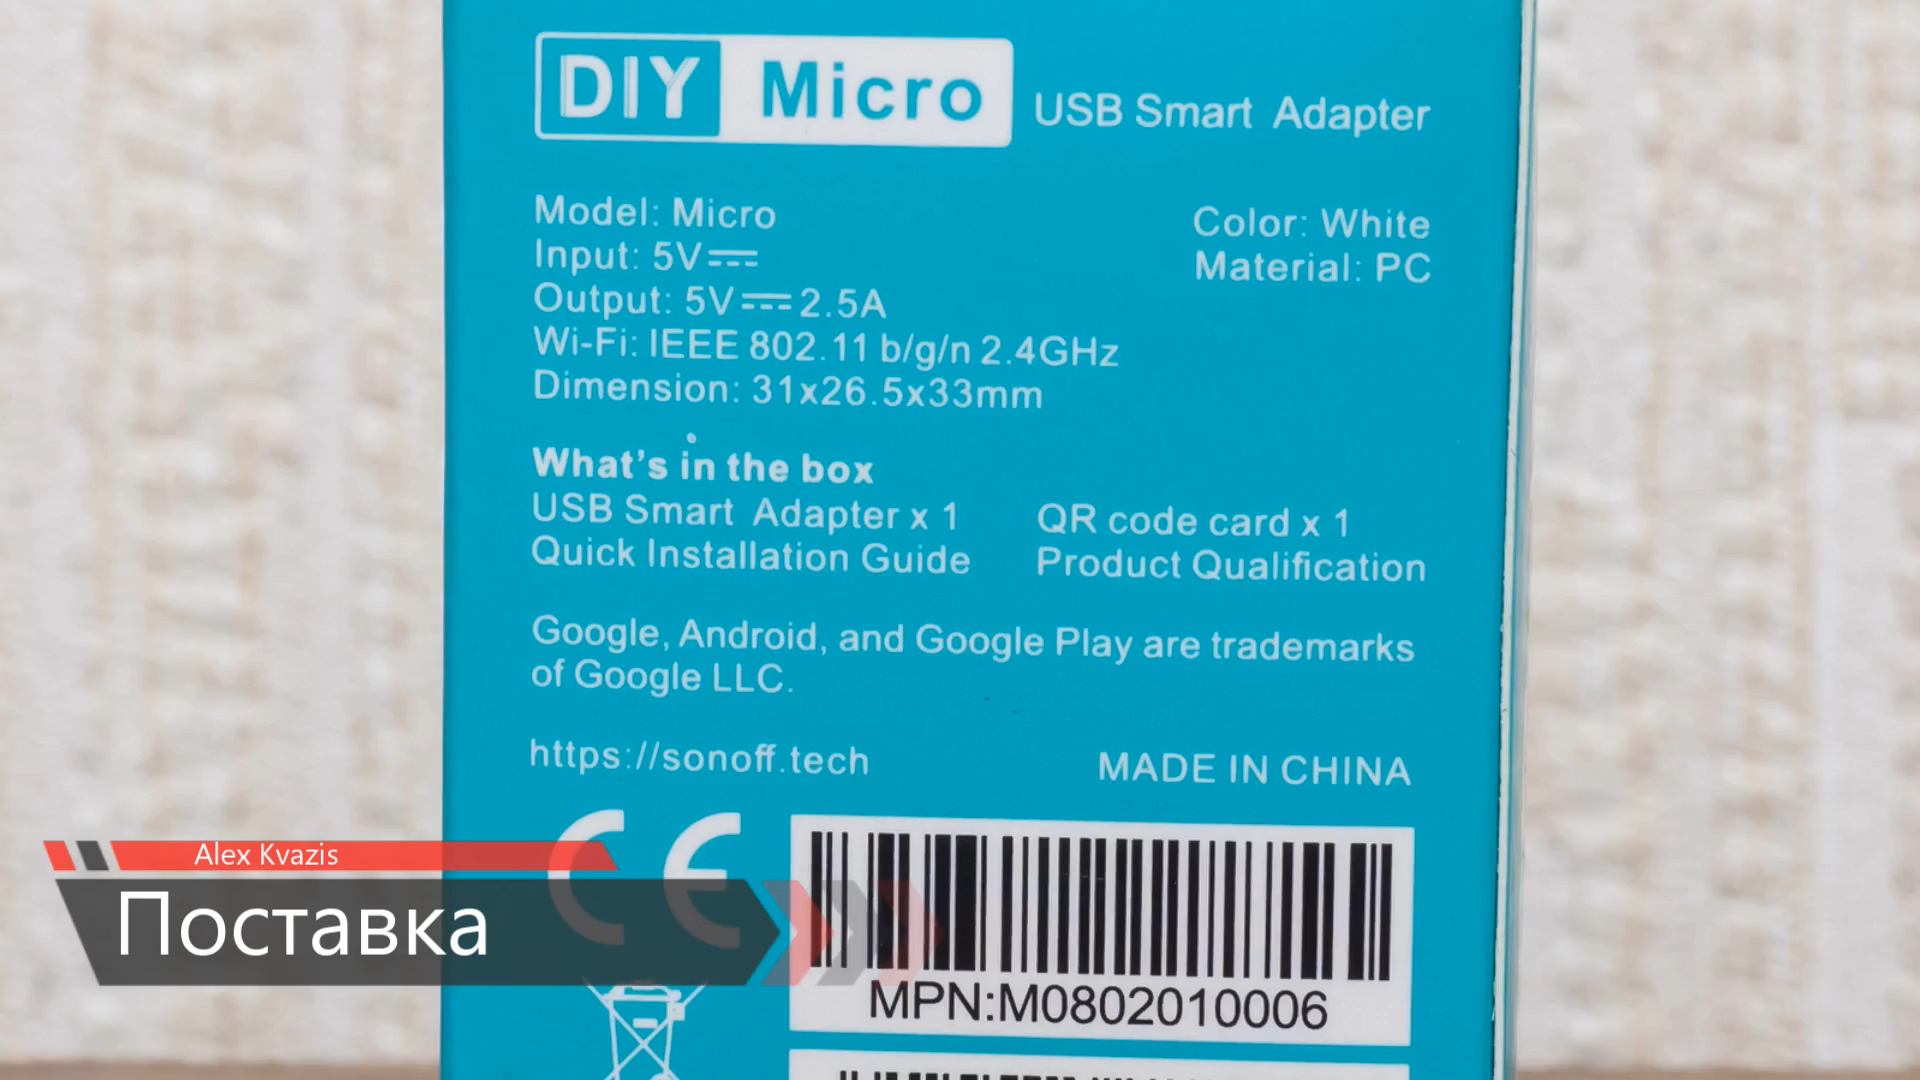 DIY Micro USB Smart Adapter
Model: Micro
Input: 5V
Output: 5V 2.5A
Wi-Fi: IEEE 802.11 b/g/n 2.4GHz
Dimension: 31x26.5x33mm
Color: White
Material: PC
What's in the box
USB Smart Adapter x 1
Quick Installation Guide
QR code card x 1
Product Qualification
Google, Android, and Google Play are trademarks
of Google LLC.
https://sonoff.tech
MADE IN CHINA
CE
MPN:M0802010006
Alex Kvazis
Поставка